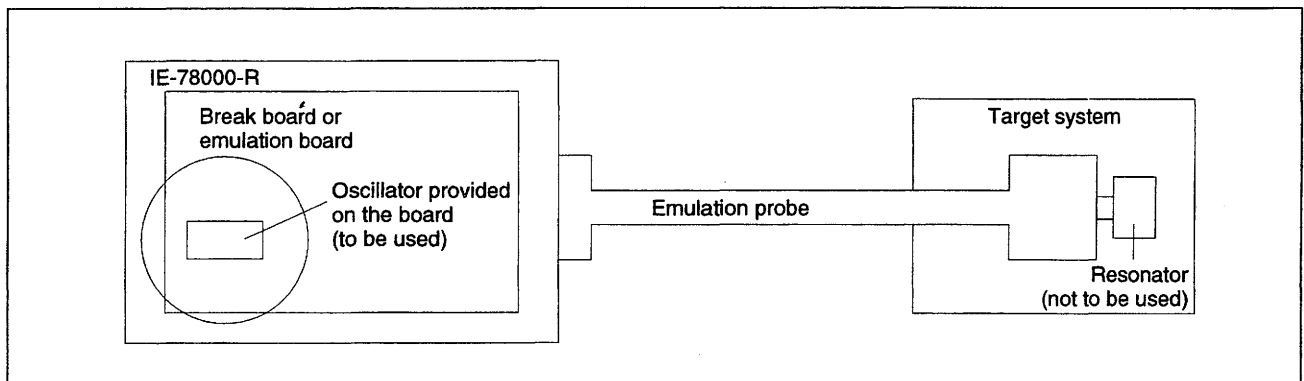 IE-78000-R
Break board or
emulation board
Oscillator provided
on the board
(to be used)
Emulation probe
Target system
Resonator
(not to be used)